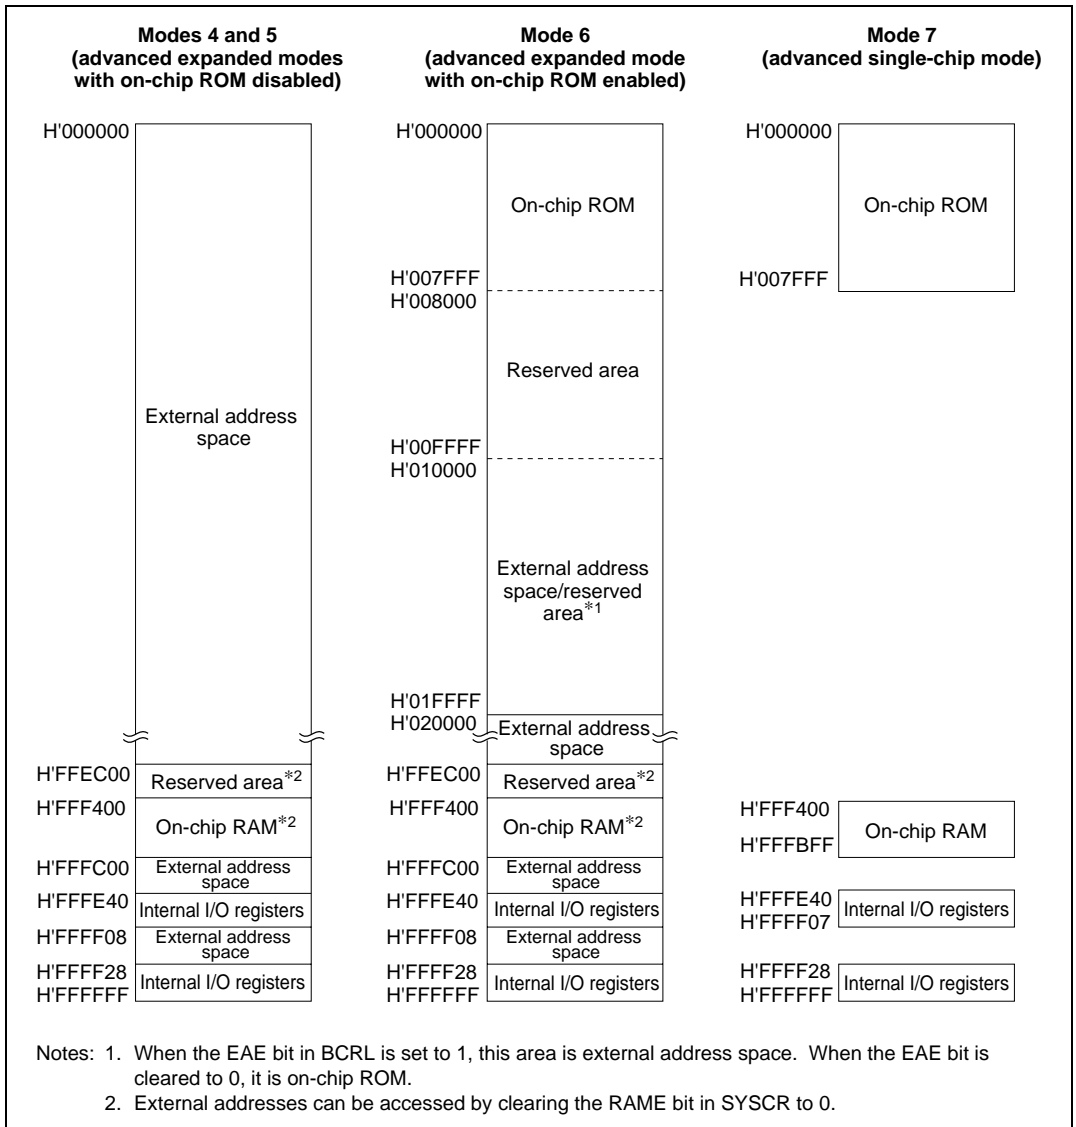 Modes 4 and 5
(advanced expanded modes
with on-chip ROM disabled)
H'000000
External address
space
H'FFEC00
Reserved area*2
H'FFF400
On-chip RAM*2
H'FFFC00
External address
space
H'FFFE40
Internal I/O registers
H'FFFF08
External address
space
H'FFFF28
Internal I/O registers
H'FFFFFF
Mode 6
(advanced expanded mode
with on-chip ROM enabled)
H'000000
On-chip ROM
H'007FFF
H'008000
Reserved area
H'00FFFF
H'010000
External address
space/reserved
area*1
H'01FFFF
H'020000
External address
space
H'FFEC00
Reserved area*2
H'FFF400
On-chip RAM*2
H'FFFC00
External address
space
H'FFFE40
Internal I/O registers
H'FFFF08
External address
space
H'FFFF28
Internal I/O registers
H'FFFFFF
Mode 7
(advanced single-chip mode)
H'000000
On-chip ROM
H'007FFF
H'FFF400
On-chip RAM
H'FFFBFF
H'FFFE40
Internal I/O registers
H'FFFF07
H'FFFF28
Internal I/O registers
H'FFFFFF
Notes: 1. When the EAE bit in BCRL is set to 1, this area is external address space. When the EAE bit is
cleared to 0, it is on-chip ROM.
2. External addresses can be accessed by clearing the RAME bit in SYSCR to 0.